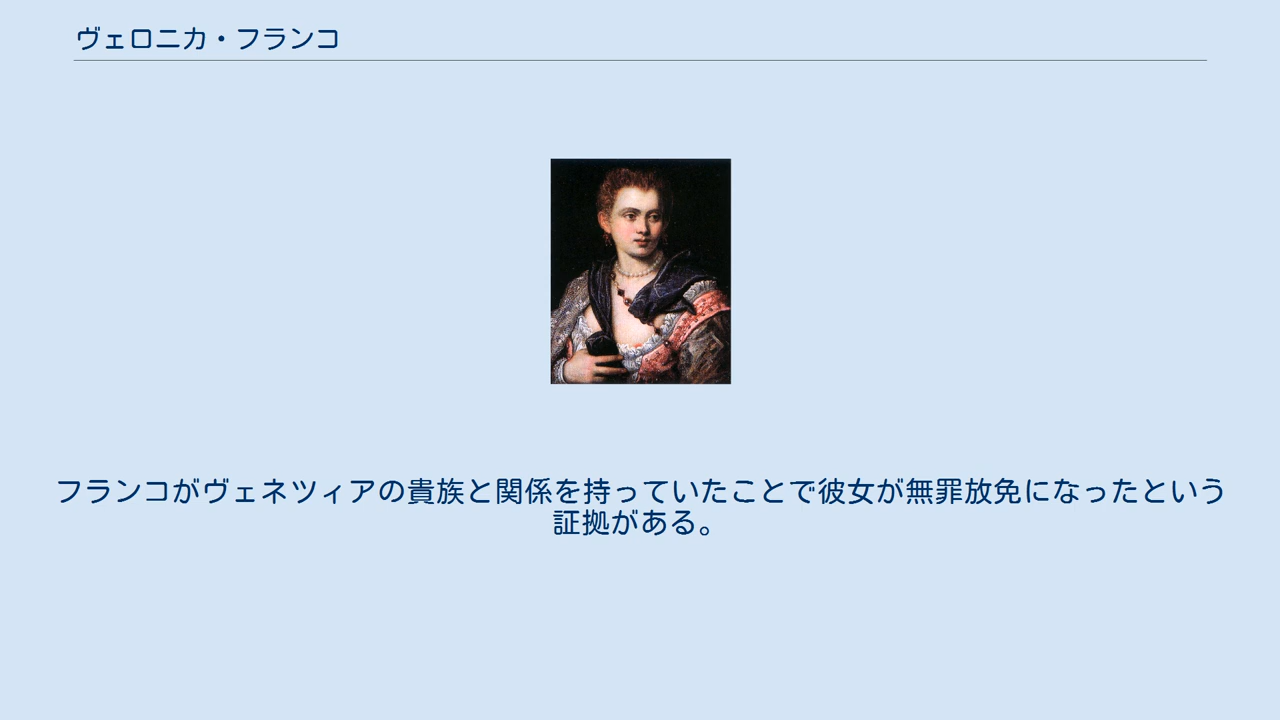 ヴェロニカ・フランコ
フランコがヴェネツィアの貴族と関係を持っていたことで彼女が無罪放免になったという
証拠がある。